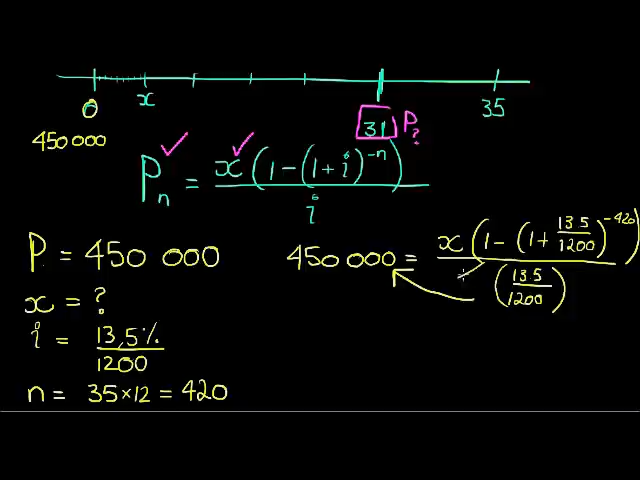 0 x 31 P? 35
450 000
Pn = x(1 - (1 + i)^-n) / i
P = 450 000
450 000 = x(1 - (1 + 13.5/1200)^-420) / (13.5/1200)
x = ?
i = 13,5% / 1200
n = 35 × 12 = 420